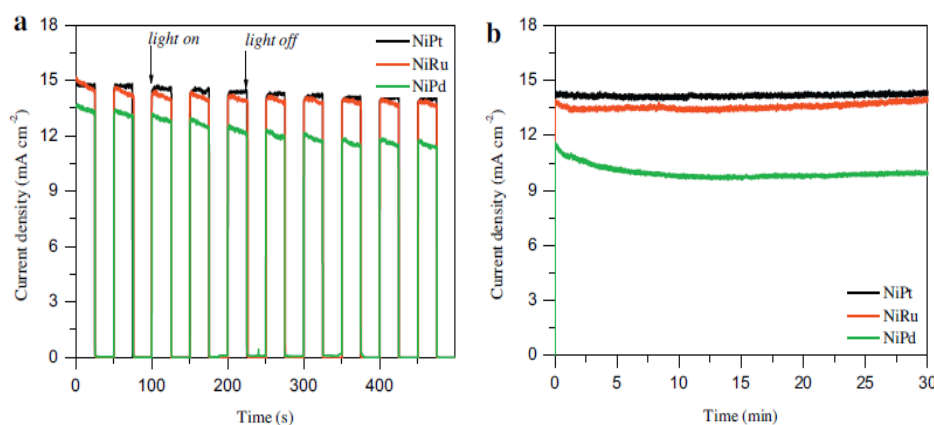 a
light on
light off
NiPt
NiRu
NiPd
18
15
12
9
6
3
0
Current density (mA cm⁻²)
0 100 200 300 400
Time (s)
b
18
15
12
9
6
3
0
Current density (mA cm⁻²)
NiPt
NiRu
NiPd
0 5 10 15 20 25 30
Time (min)